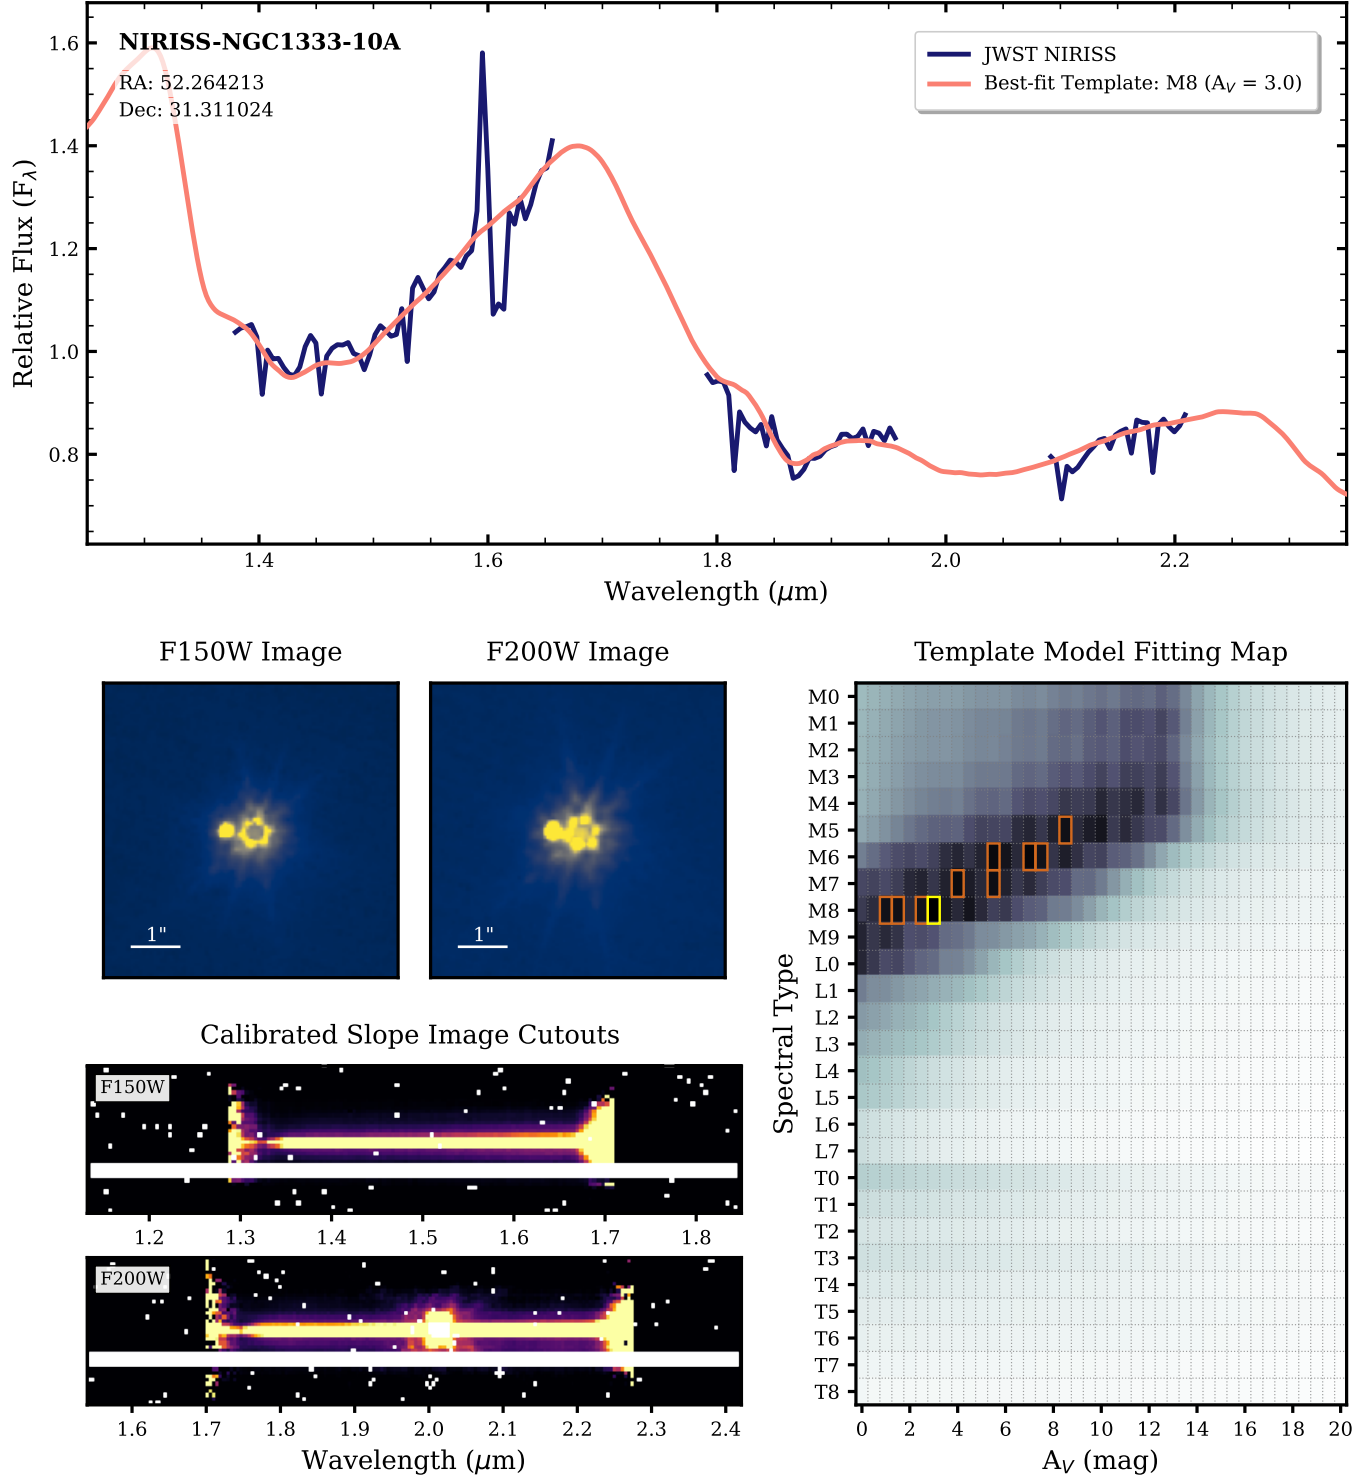 NIRISS-NGC1333-10A
RA: 52.264213
Dec: 31.311024
JWST NIRISS
Best-fit Template: M8 (A_V = 3.0)
Relative Flux (F_λ)
1.6
1.4
1.2
1.0
0.8
1.4 1.6 1.8 2.0 2.2
Wavelength (μm)
F150W Image
F200W Image
1"
1"
Calibrated Slope Image Cutouts
F150W
1.2 1.3 1.4 1.5 1.6 1.7 1.8
F200W
1.6 1.7 1.8 1.9 2.0 2.1 2.2 2.3 2.4
Wavelength (μm)
Template Model Fitting Map
Spectral Type
M0
M1
M2
M3
M4
M5
M6
M7
M8
M9
L0
L1
L2
L3
L4
L5
L6
L7
T0
T1
T2
T3
T4
T5
T6
T7
T8
0 2 4 6 8 10 12 14 16 18 20
A_V (mag)